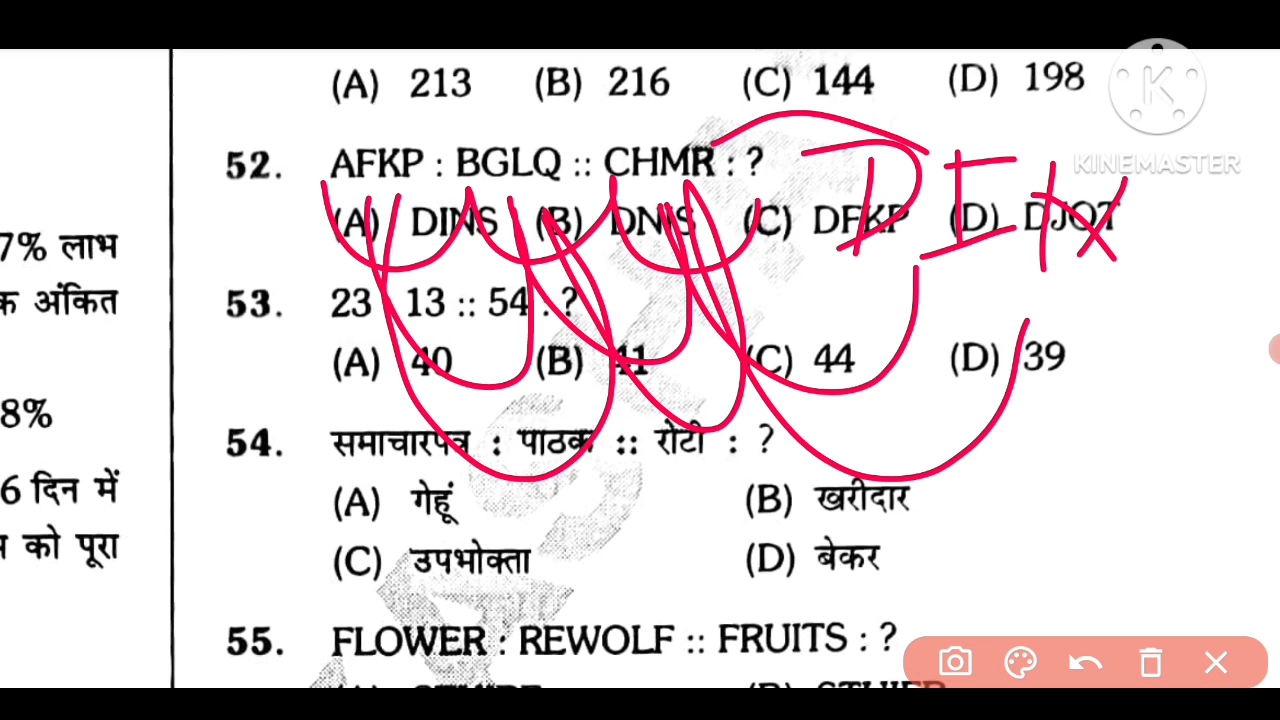 (A) 213 (B) 216 (C) 144 (D) 198
52. AFKP : BGLQ :: CHMR : ?
(A) DINS (B) DNIS (C) DFKP (D) DJOT
7% लाभ
53. 23 : 13 :: 54 : ?
क अंकित
(A) 40 (B) 41 (C) 44 (D) 39
8%
54. समाचारपत्र : पाठक :: रोटी : ?
6 दिन में
(A) गेहूं (B) खरीदार
को पूरा
(C) उपभोक्ता (D) बेकर
55. FLOWER : REWOLF :: FRUITS : ?
KINEMASTER
D I